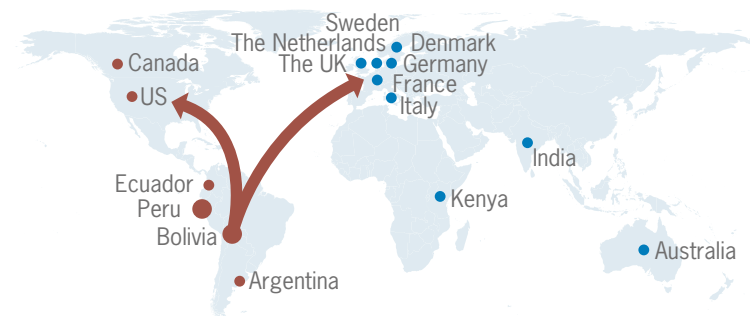 Sweden
The Netherlands
Denmark
Canada
The UK
Germany
France
US
Italy
India
Ecuador
Kenya
Peru
Bolivia
Australia
Argentina